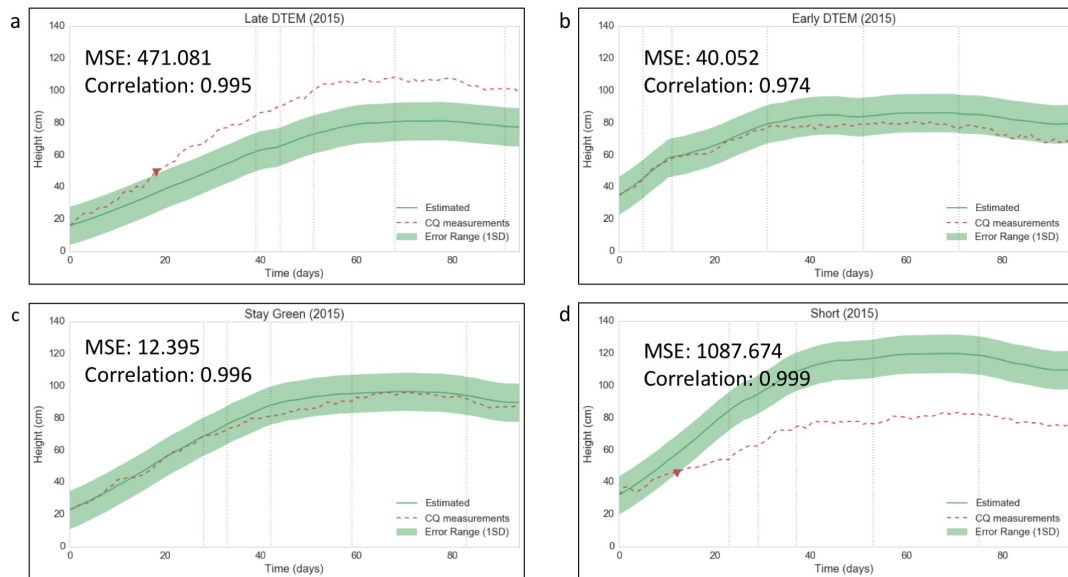 a
Late DTEM (2015)
MSE: 471.081
Correlation: 0.995
Height (cm)
140
120
100
80
60
40
20
0
0 20 40 60 80
Time (days)
Estimated
CQ measurements
Error Range (1SD)
b
Early DTEM (2015)
MSE: 40.052
Correlation: 0.974
Height (cm)
140
120
100
80
60
40
20
0
0 20 40 60 80
Time (days)
Estimated
CQ measurements
Error Range (1SD)
c
Stay Green (2015)
MSE: 12.395
Correlation: 0.996
Height (cm)
140
120
100
80
60
40
20
0
0 20 40 60 80
Time (days)
Estimated
CQ measurements
Error Range (1SD)
d
Short (2015)
MSE: 1087.674
Correlation: 0.999
Height (cm)
140
120
100
80
60
40
20
0
0 20 40 60 80
Time (days)
Estimated
CQ measurements
Error Range (1SD)